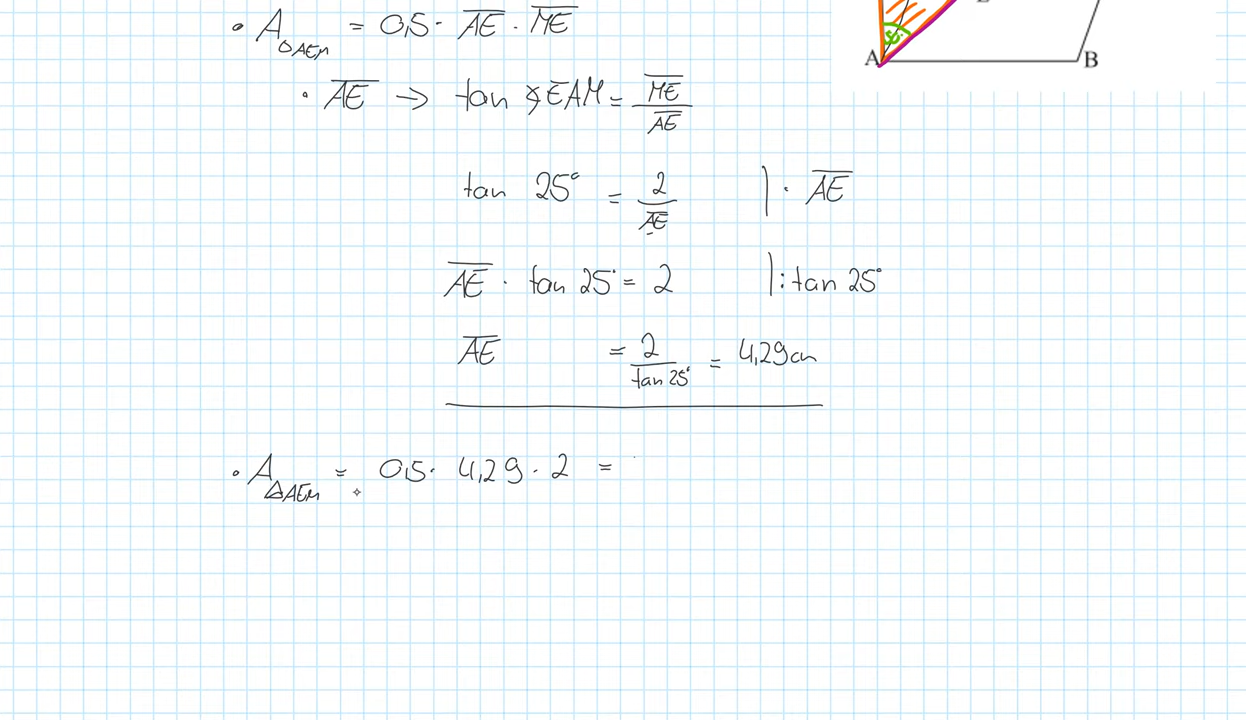 • A△AEM = 0,5 · AE · ME
A B
• AE → tan ∢EAM = ME/AE
tan 25° = 2/AE | · AE
AE · tan 25° = 2 | : tan 25°
AE = 2/tan 25° = 4,29cm
• A△AEM = 0,5 · 4,29 · 2 =